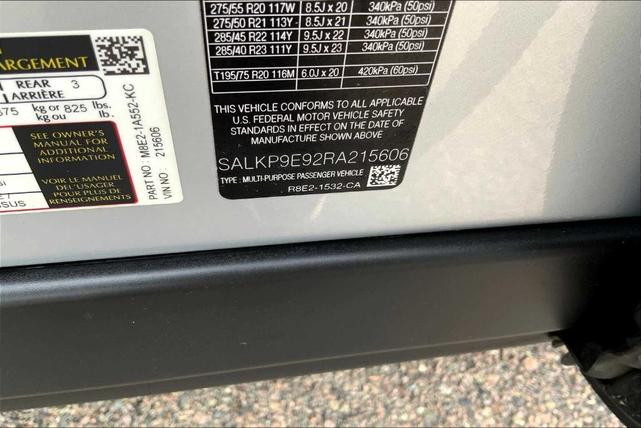 ARGEMENT
REAR 3
ARRIÈRE
kg or 825 lbs.
kg ou lb.
SEE OWNER'S
MANUAL FOR
ADDITIONAL
INFORMATION
VOIR LE MANUEL
DE L'USAGER
POUR PLUS DE
RENSEIGNEMENTS
PART NO: M8E2-1A552-KC
VIN NO: 215606
275/55 R20 117W 8.5J x 20 340kPa (50psi)
275/50 R21 113Y 8.5J x 21 340kPa (50psi)
285/45 R22 114Y 9.5J x 22 340kPa (50psi)
285/40 R23 111Y 9.5J x 23 340kPa (50psi)
T195/75 R20 116M 6.0J x 20 420kPa (60psi)
THIS VEHICLE CONFORMS TO ALL APPLICABLE
U.S. FEDERAL MOTOR VEHICLE SAFETY
STANDARDS IN EFFECT ON THE DATE OF
MANUFACTURE SHOWN ABOVE
SALKP9E92RA215606
TYPE: MULTI-PURPOSE PASSENGER VEHICLE
R8E2-1532-CA